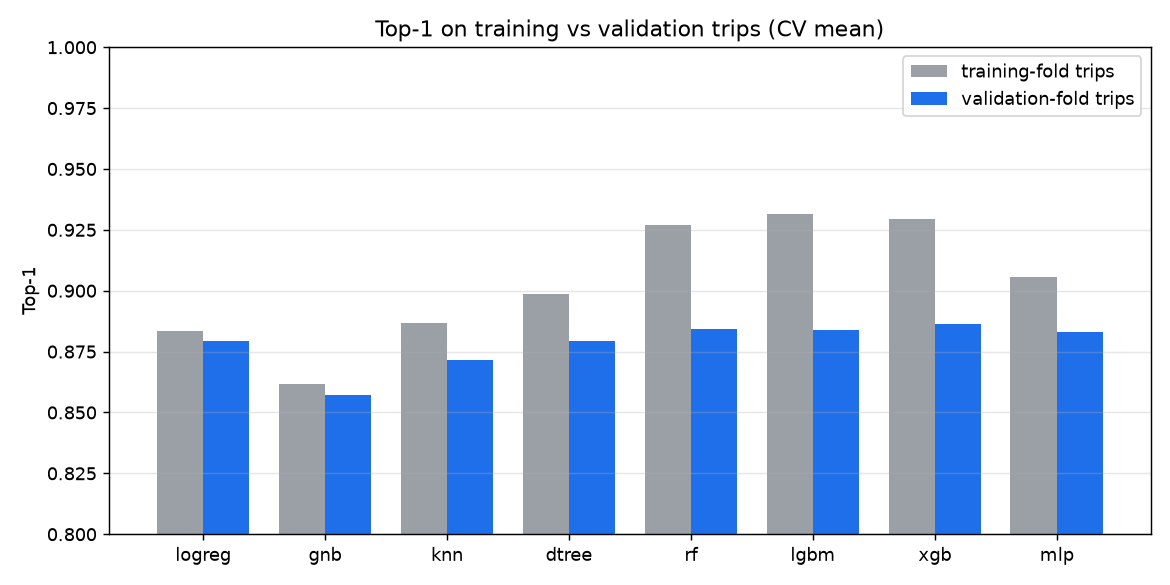 Top-1 on training vs validation trips (CV mean)
training-fold trips
validation-fold trips
Top-1
1.000
0.975
0.950
0.925
0.900
0.875
0.850
0.825
0.800
logreg gnb knn dtree rf lgbm xgb mlp